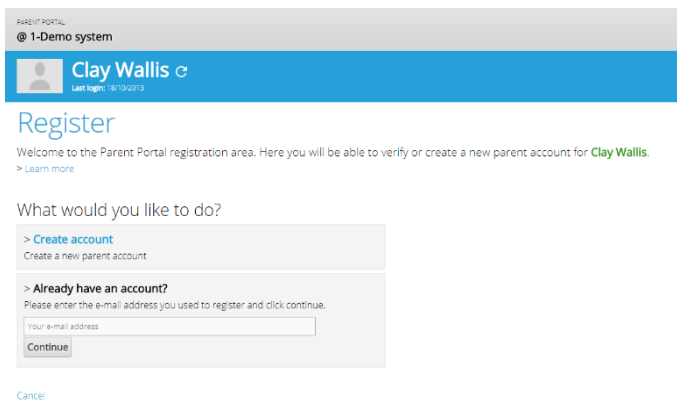 PARENT PORTAL
@ 1-Demo system
Clay Wallis
Last login: 18/10/2013
Register
Welcome to the Parent Portal registration area. Here you will be able to verify or create a new parent account for Clay Wallis.
> Learn more
What would you like to do?
> Create account
Create a new parent account
> Already have an account?
Please enter the e-mail address you used to register and click continue.
Your e-mail address
Continue
Cancel